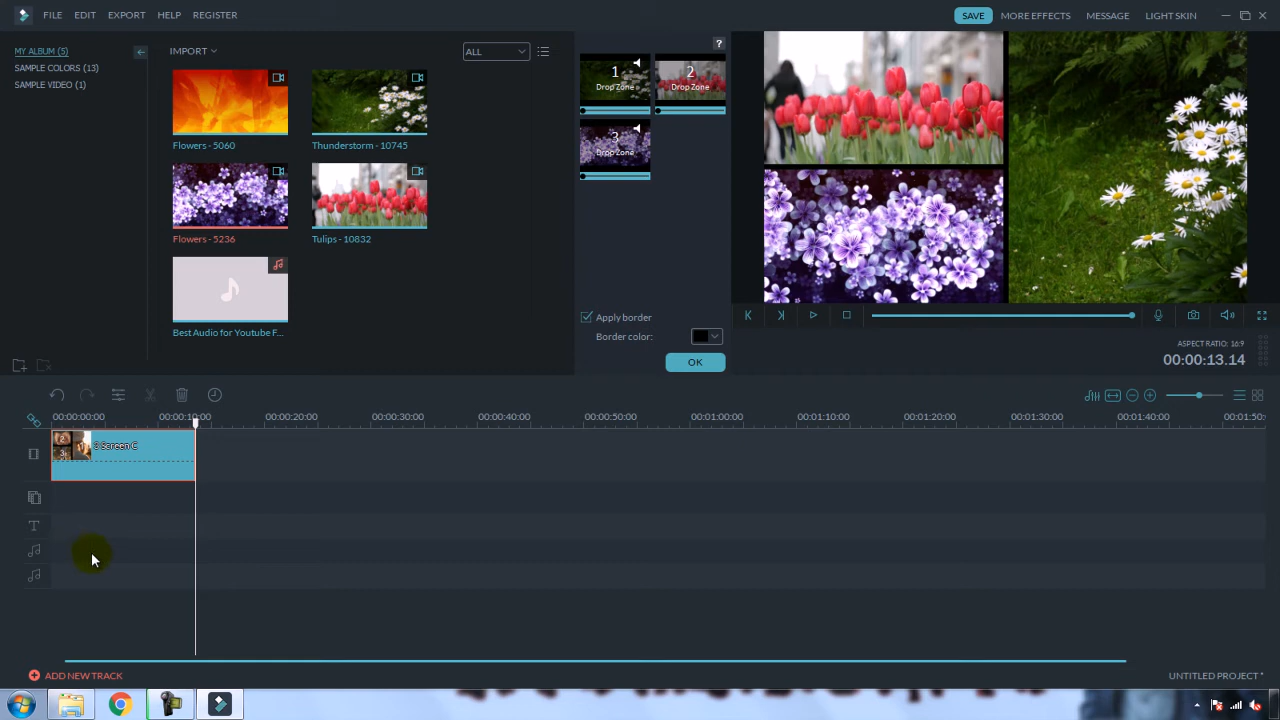 FILE EDIT EXPORT HELP REGISTER SAVE MORE EFFECTS MESSAGE LIGHT SKIN
MY ALBUM (5)
SAMPLE COLORS (13)
SAMPLE VIDEO (1)
IMPORT ALL
Flowers - 5060
Thunderstorm - 10745
Flowers - 5236
Tulips - 10832
Best Audio for Youtube F...
?
1
Drop Zone
2
Drop Zone
3
Drop Zone
Apply border
Border color:
OK
ASPECT RATIO: 16:9
00:00:13.14
00:00:00:00 00:00:10:00 00:00:20:00 00:00:30:00 00:00:40:00 00:00:50:00 00:01:00:00 00:01:10:00 00:01:20:00 00:01:30:00 00:01:40:00 00:01:50:
3 Screen C
T
ADD NEW TRACK
UNTITLED PROJECT *